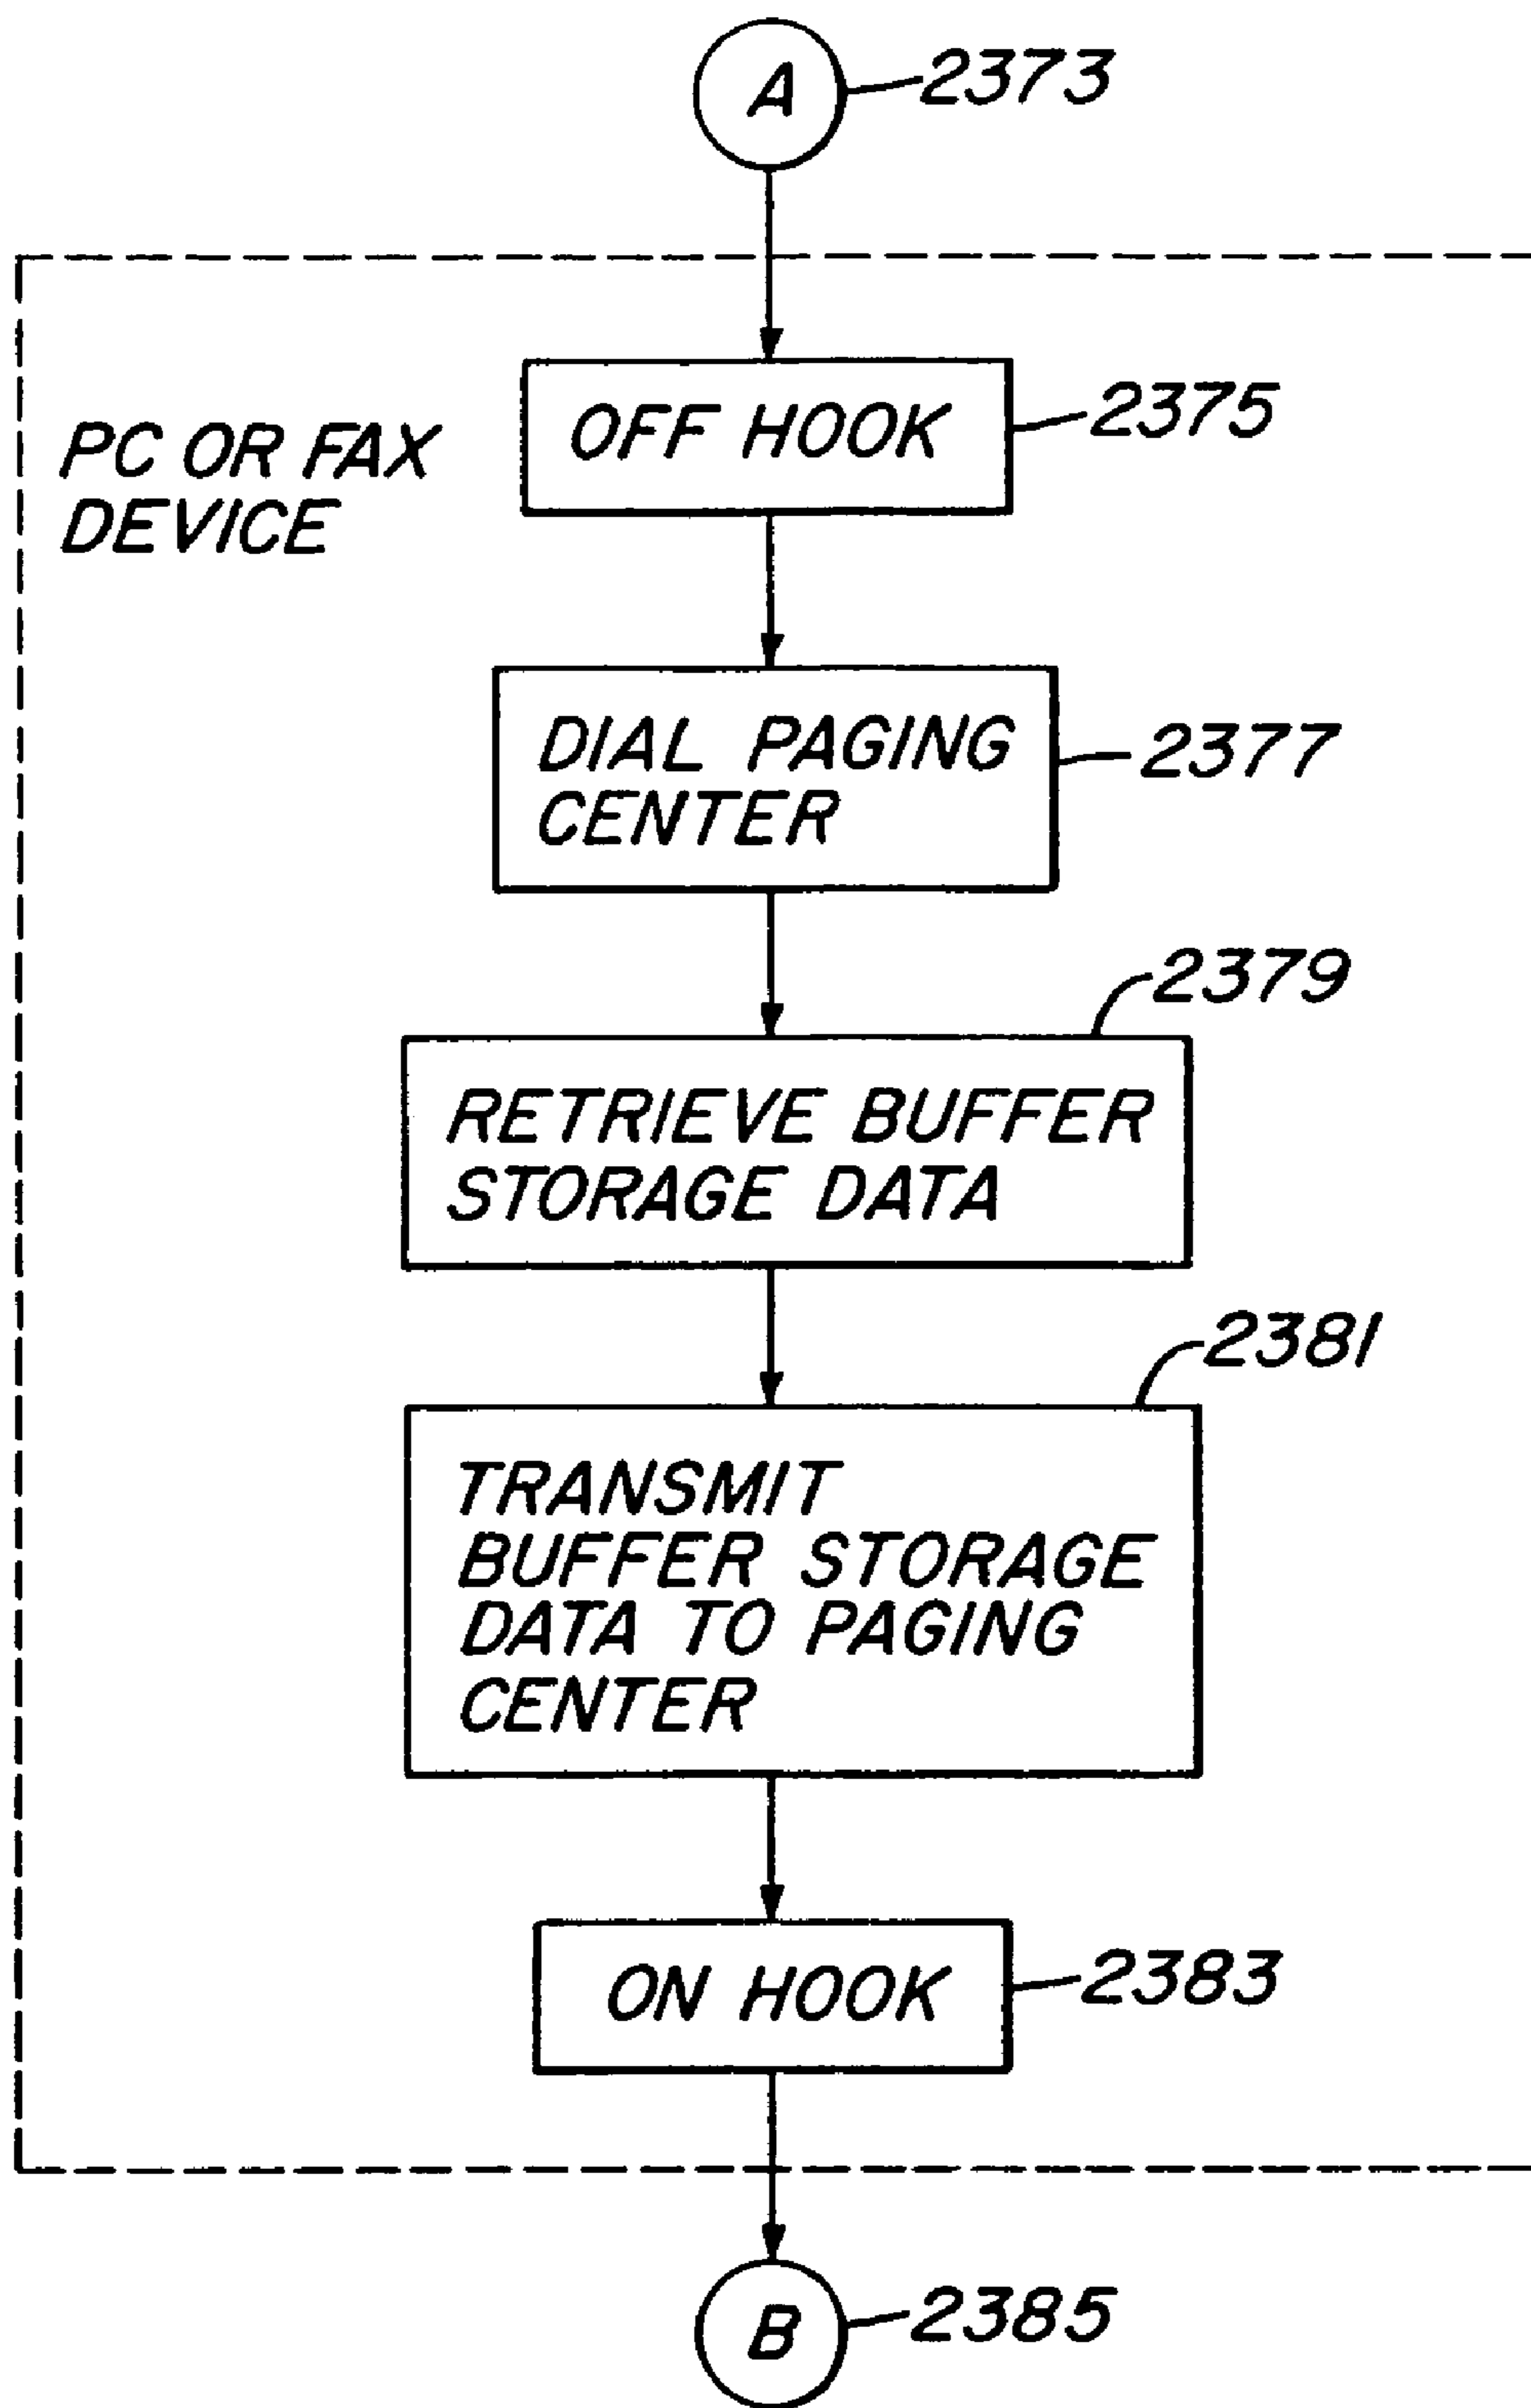 A 2373
OFF HOOK 2375
PC OR FAX
DEVICE
DIAL PAGING
CENTER
2377
2379
RETRIEVE BUFFER
STORAGE DATA
2381
TRANSMIT
BUFFER STORAGE
DATA TO PAGING
CENTER
ON HOOK 2383
B 2385